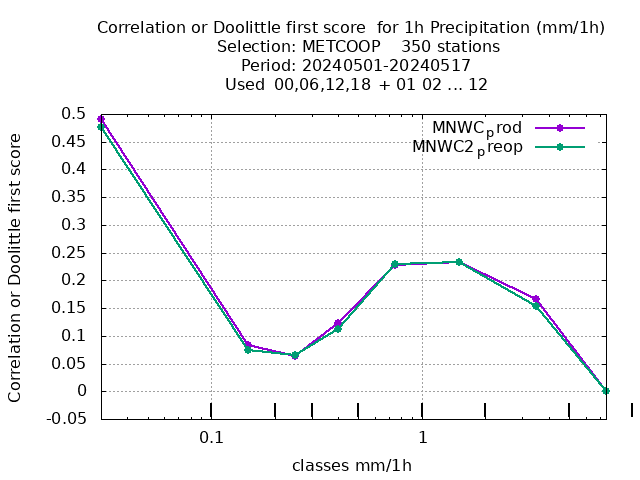 Correlation or Doolittle first score  for 1h Precipitation (mm/1h)
Selection: METCOOP    350 stations
Period: 20240501-20240517
Used  00,06,12,18  + 01 02 ... 12
MNWC_prod
MNWC2_preop
Correlation or Doolittle first score
0.5
0.45
0.4
0.35
0.3
0.25
0.2
0.15
0.1
0.05
0
-0.05
0.1 1
classes mm/1h